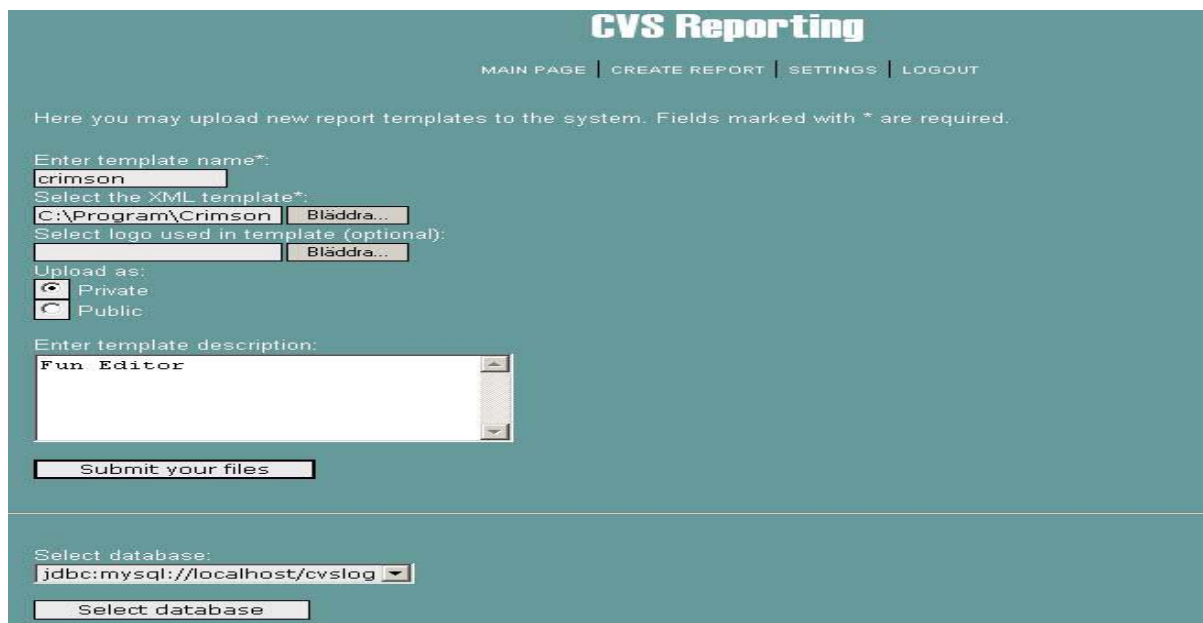 CVS Reporting
MAIN PAGE | CREATE REPORT | SETTINGS | LOGOUT
Here you may upload new report templates to the system. Fields marked with * are required.
Enter template name*:
crimson
Select the XML template*:
C:\Program\Crimson Bläddra...
Select logo used in template (optional):
Bläddra...
Upload as:
Private
Public
Enter template description:
Fun Editor
Submit your files
Select database:
jdbc:mysql://localhost/cvslog
Select database